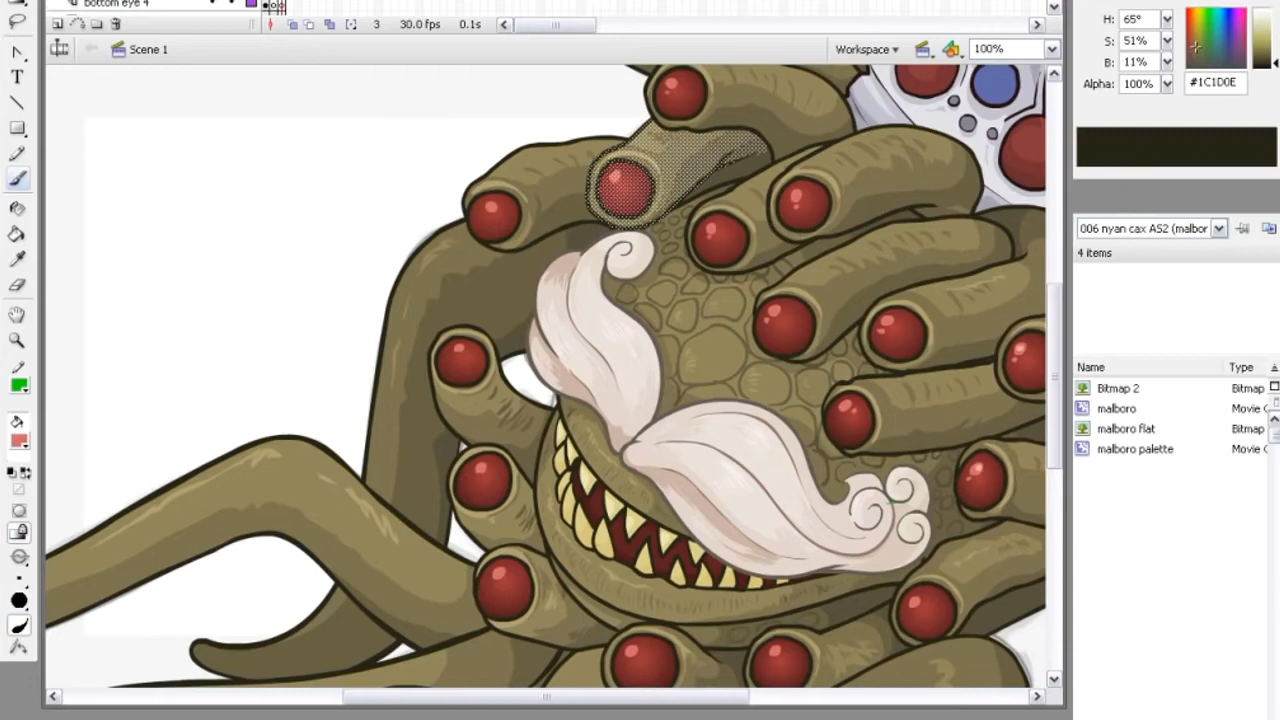 bottom eye 4
3 30.0 fps 0.1s
Scene 1
Workspace
100%
H: 65°
S: 51%
B: 11%
Alpha: 100%
#1C1D0E
T
006 nyan cax AS2 (malbor
4 items
Name Type
Bitmap 2 Bitmap
malboro Movie C
malboro flat Bitmap
malboro palette Movie C